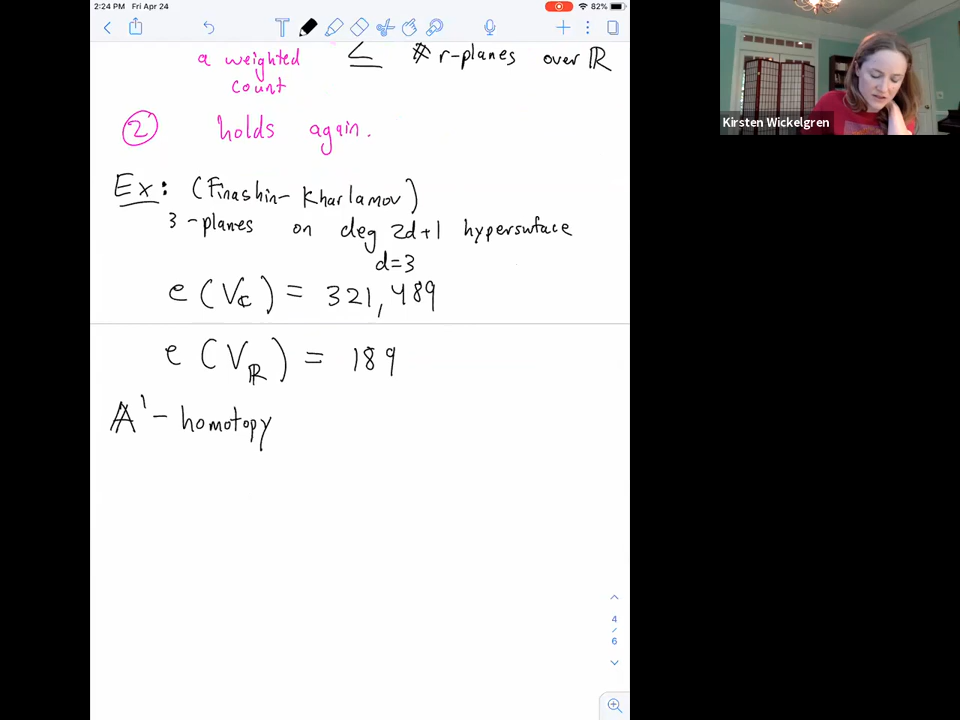 2:24 PM Fri Apr 24
82%
T
a weighted count ≤ # r-planes over ℝ
② holds again.
Ex: (Finashin-Kharlamov)
3-planes on deg 2d+1 hypersurface
d=3
e(V_ℂ) = 321,489
e(V_ℝ) = 189
𝔸¹-homotopy
4
/
6
Kirsten Wickelgren